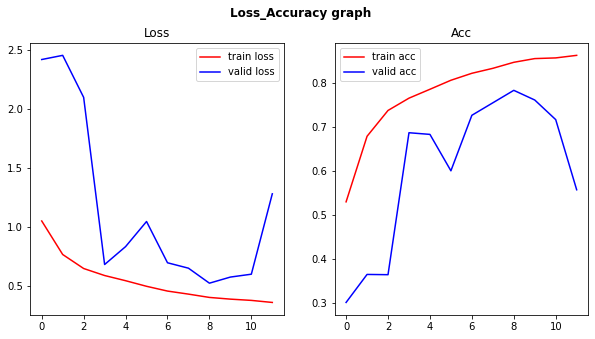 Loss_Accuracy graph
Loss
2.5
2.0
1.5
1.0
0.5
0 2 4 6 8 10
train loss
valid loss
Acc
0.8
0.7
0.6
0.5
0.4
0.3
0 2 4 6 8 10
train acc
valid acc